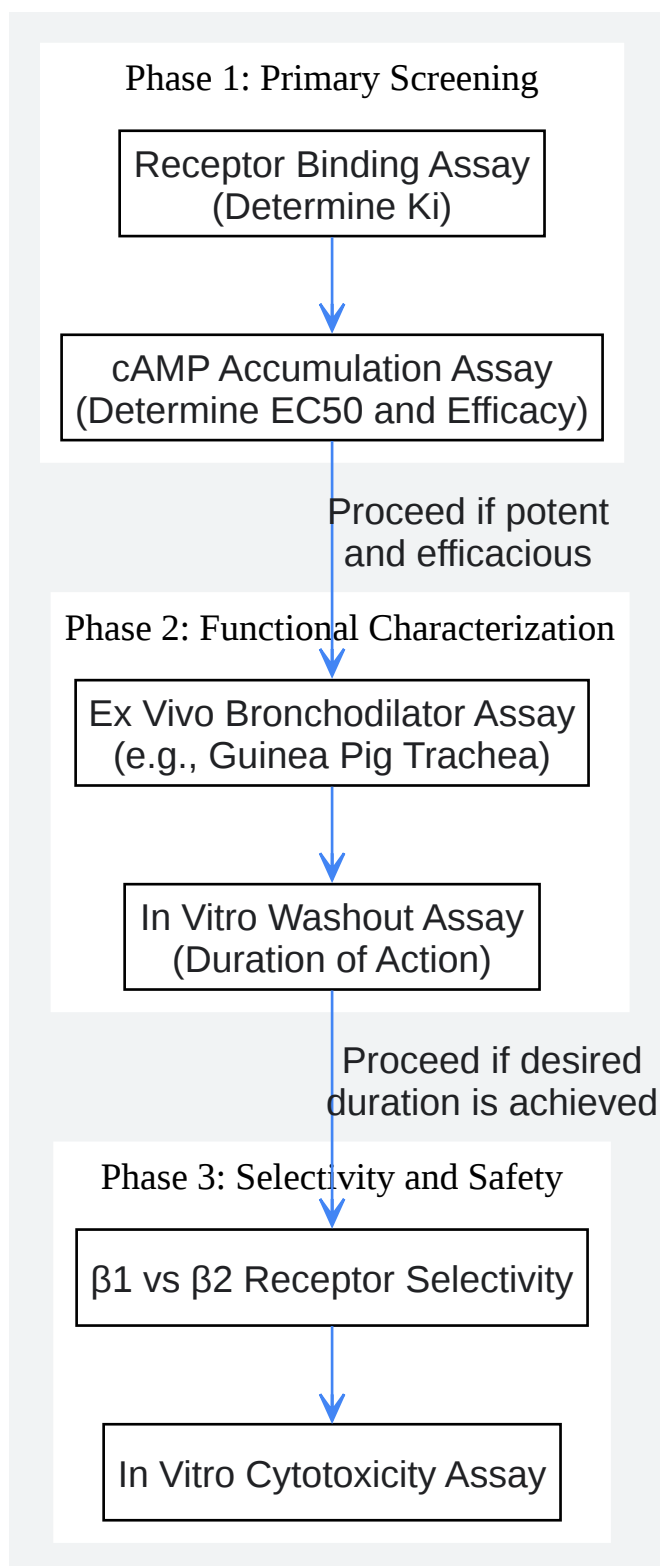 Phase 1: Primary Screening
Receptor Binding Assay
(Determine Ki)
cAMP Accumulation Assay
(Determine EC50 and Efficacy)
Proceed if potent
and efficacious
Phase 2: Functional Characterization
Ex Vivo Bronchodilator Assay
(e.g., Guinea Pig Trachea)
In Vitro Washout Assay
(Duration of Action)
Proceed if desired
duration is achieved
Phase 3: Selectivity and Safety
β1 vs β2 Receptor Selectivity
In Vitro Cytotoxicity Assay